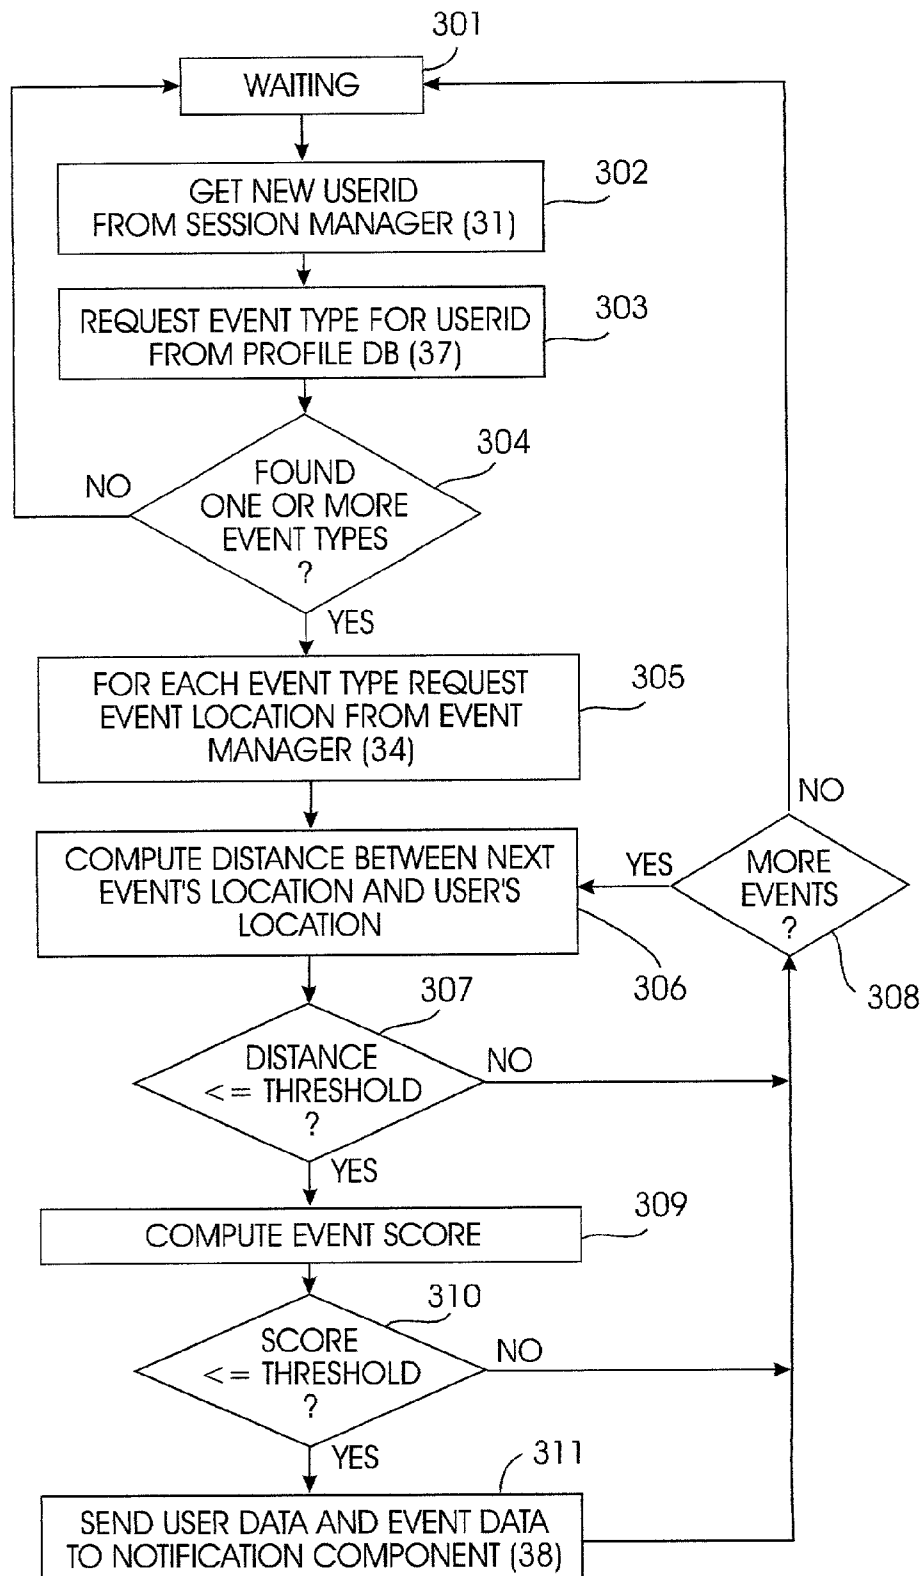 301
WAITING
302
GET NEW USERID
FROM SESSION MANAGER (31)
303
REQUEST EVENT TYPE FOR USERID
FROM PROFILE DB (37)
304
NO
FOUND
ONE OR MORE
EVENT TYPES
?
YES
305
FOR EACH EVENT TYPE REQUEST
EVENT LOCATION FROM EVENT
MANAGER (34)
NO
COMPUTE DISTANCE BETWEEN NEXT
EVENT'S LOCATION AND USER'S
LOCATION
YES
MORE
EVENTS
?
306
308
307
DISTANCE
<= THRESHOLD
?
NO
YES
309
COMPUTE EVENT SCORE
310
SCORE
<= THRESHOLD
?
NO
YES
311
SEND USER DATA AND EVENT DATA
TO NOTIFICATION COMPONENT (38)